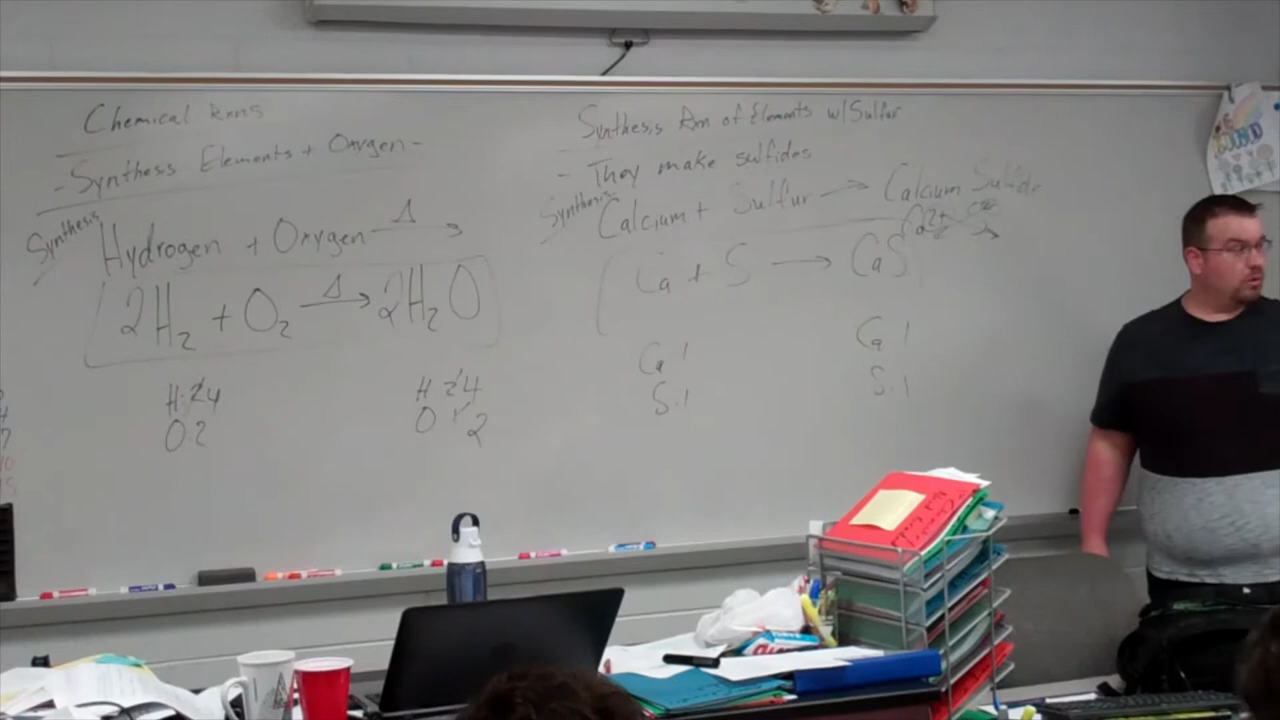 Chemical Rxns
- Synthesis Elements + Oxygen -
Synthesis
Hydrogen + Oxygen Δ →
2H₂ + O₂ Δ → 2H₂O
H: 2 4
O: 2
H 2 4
O 1 2
Synthesis Rxn of Elements w/ Sulfur
- They make sulfides
Synthesis
Calcium + Sulfur → Calcium Sulfide
Ca + S → CaS
Ca 1
S. 1
Ca 1
S. 1